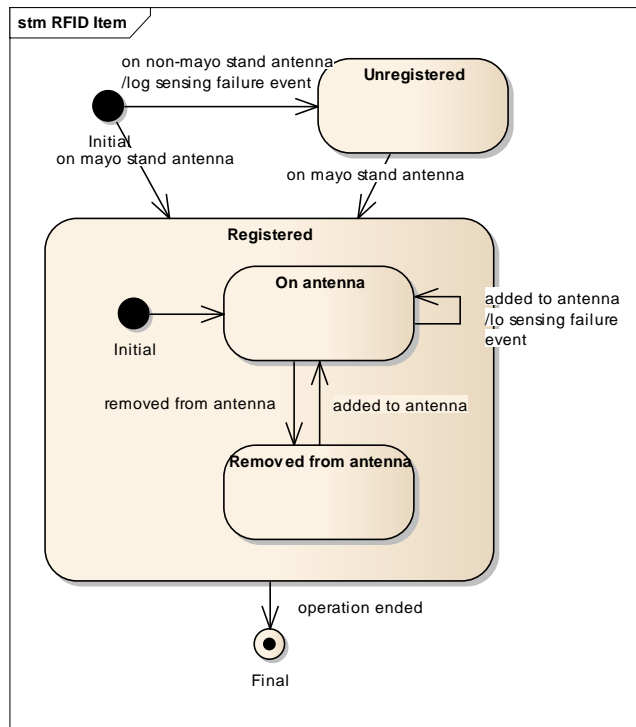 stm RFID Item
on non-mayo stand antenna
/log sensing failure event
Unregistered
Initial
on mayo stand antenna
on mayo stand antenna
Registered
On antenna
added to antenna
/lo sensing failure
event
Initial
removed from antenna
added to antenna
Removed from antenna
operation ended
Final